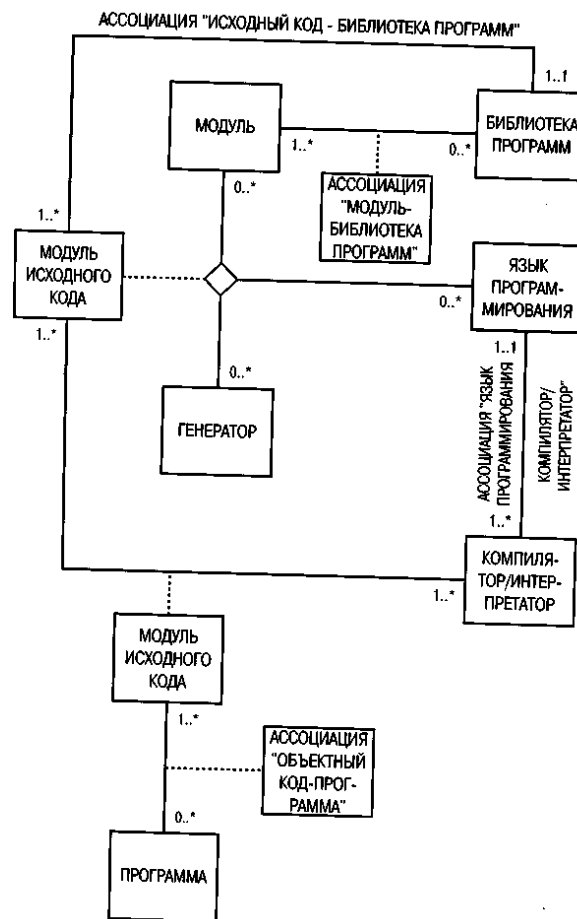 АССОЦИАЦИЯ "ИСХОДНЫЙ КОД - БИБЛИОТЕКА ПРОГРАММ"
1..1
МОДУЛЬ
1..*
0..*
БИБЛИОТЕКА
ПРОГРАММ
0..*
АССОЦИАЦИЯ
"МОДУЛЬ-
БИБЛИОТЕКА
ПРОГРАММ"
1..*
МОДУЛЬ
ИСХОДНОГО
КОДА
1..*
ЯЗЫК
ПРОГРАМ-
МИРОВАНИЯ
0..*
1..1
0..*
ГЕНЕРАТОР
АССОЦИАЦИЯ "ЯЗЫК
ПРОГРАММИРОВАНИЯ
КОМПИЛЯТОР/
ИНТЕРПРЕТАТОР"
1..*
КОМПИЛЯ-
ТОР/ИНТЕР-
ПРЕТАТОР
1..*
МОДУЛЬ
ИСХОДНОГО
КОДА
1..*
АССОЦИАЦИЯ
"ОБЪЕКТНЫЙ
КОД-ПРОГ-
РАММА"
0..*
ПРОГРАММА